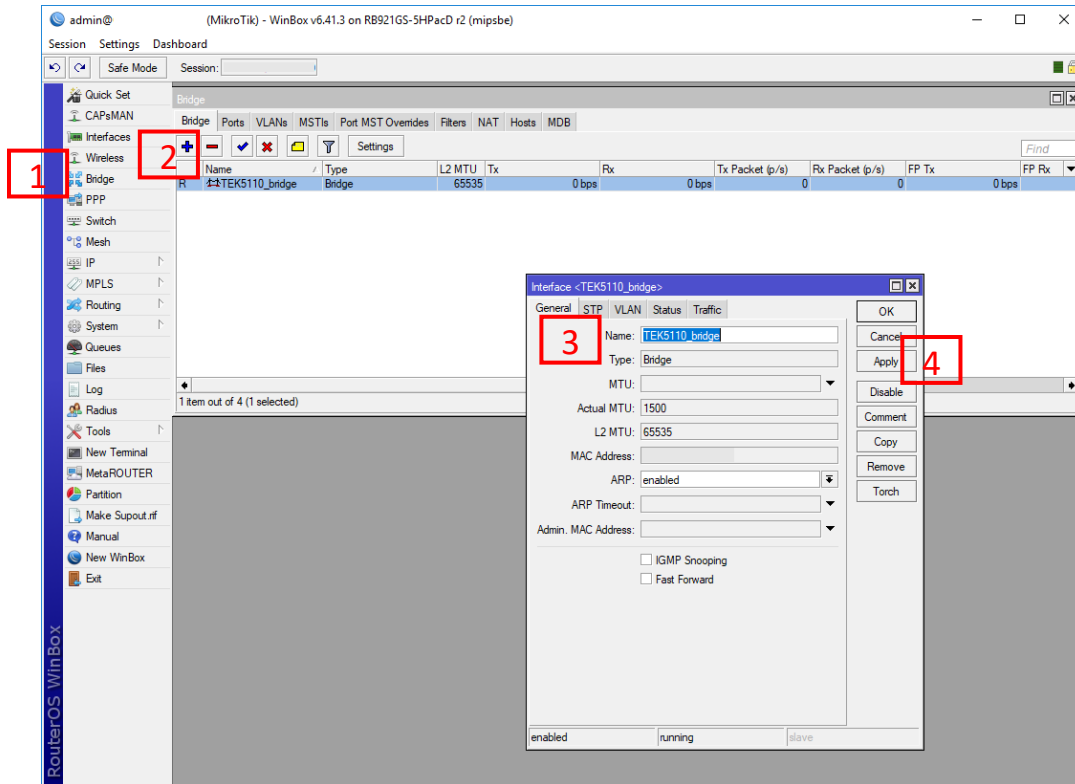 admin@ (MikroTik) - WinBox v6.41.3 on RB921GS-5HPacD r2 (mipsbe)
Session Settings Dashboard
Safe Mode Session:
Quick Set
CAPsMAN
Interfaces
Wireless
Bridge
PPP
Switch
Mesh
IP
MPLS
Routing
System
Queues
Files
Log
Radius
Tools
New Terminal
MetaROUTER
Partition
Make Supout.rif
Manual
New WinBox
Exit
RouterOS WinBox
1
2
Bridge
Bridge Ports VLANs MSTIs Port MST Overrides Filters NAT Hosts MDB
Settings Find
Name Type L2 MTU Tx Rx Tx Packet (p/s) Rx Packet (p/s) FP Tx FP Rx
R TEK5110_bridge Bridge 65535 0 bps 0 bps 0 0 0 bps
1 item out of 4 (1 selected)
Interface <TEK5110_bridge>
General STP VLAN Status Traffic
3
Name: TEK5110_bridge
Type: Bridge
MTU:
Actual MTU: 1500
L2 MTU: 65535
MAC Address:
ARP: enabled
ARP Timeout:
Admin. MAC Address:
IGMP Snooping
Fast Forward
OK
Cancel
Apply
4
Disable
Comment
Copy
Remove
Torch
enabled running slave